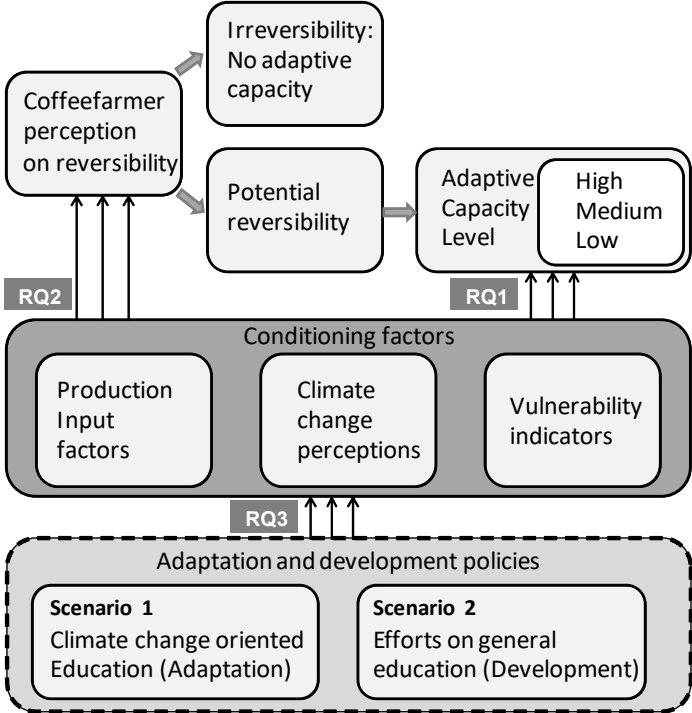 Irreversibility:
No adaptive
capacity
Coffeefarmer
perception
on reversibility
Potential
reversibility
Adaptive
Capacity
Level
High
Medium
Low
RQ2
RQ1
Conditioning factors
Production
Input
factors
Climate
change
perceptions
Vulnerability
indicators
RQ3
Adaptation and development policies
Scenario 1
Climate change oriented
Education (Adaptation)
Scenario 2
Efforts on general
education (Development)